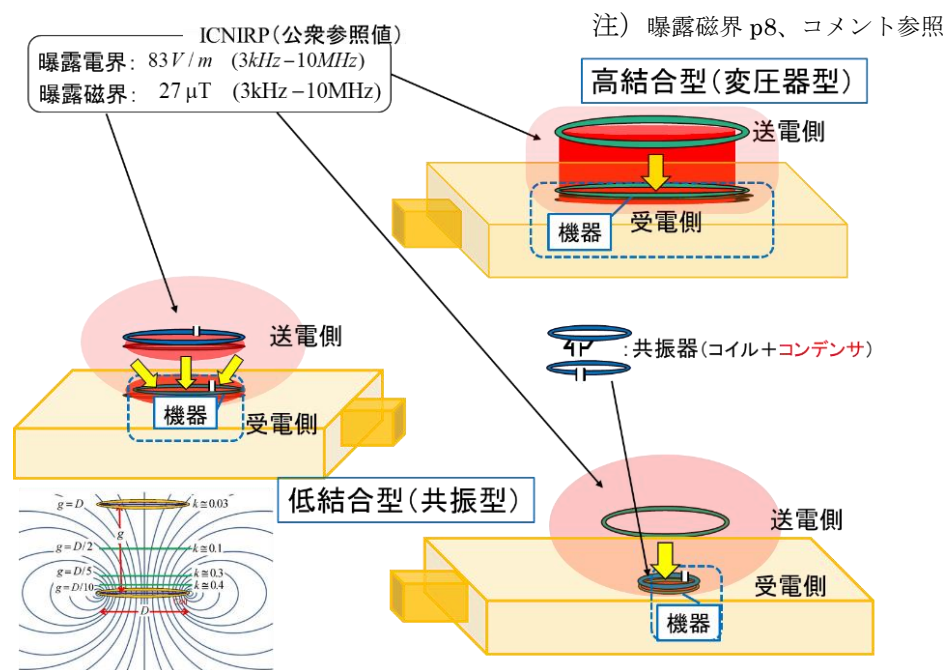 注）曝露磁界 p8、コメント参照
ICNIRP（公衆参照値）
曝露電界： 83V/m (3kHz−10MHz)
曝露磁界： 27 μT (3kHz−10MHz)
高結合型（変圧器型）
送電側
受電側
機器
送電側
機器
受電側
：共振器（コイル＋コンデンサ）
低結合型（共振型）
送電側
受電側
機器
g=D
k≅0.03
g
g=D/2
k≅0.1
g=D/5
k≅0.3
g=D/10
k≅0.4
D